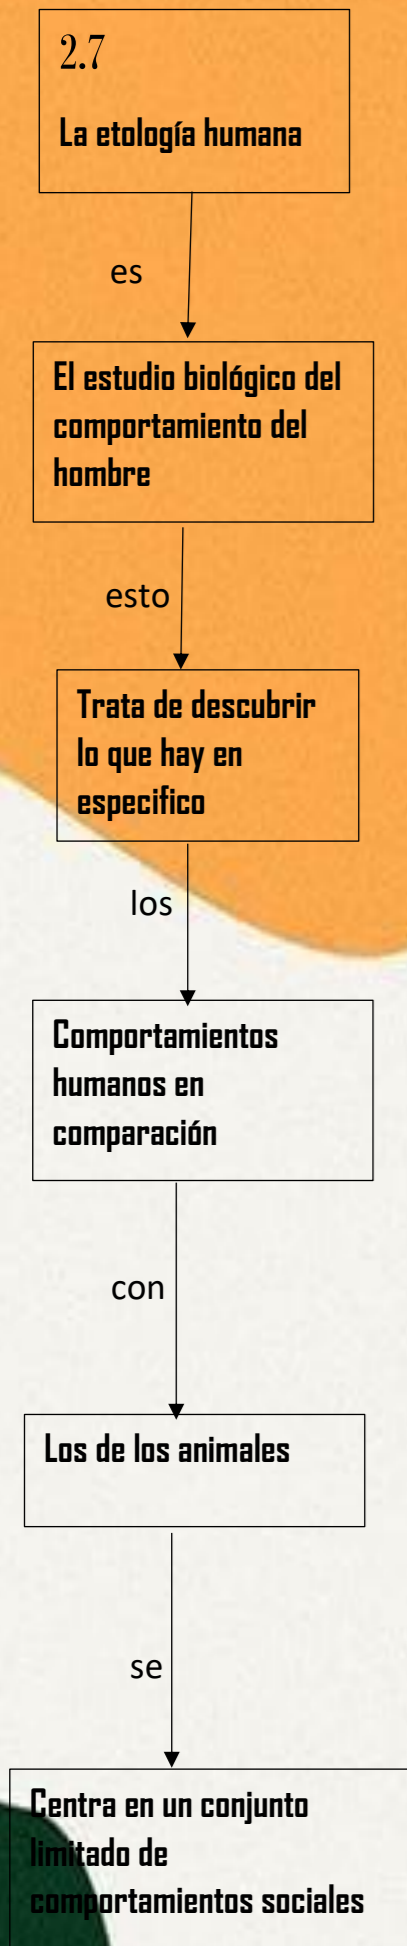 2.7
La etología humana
es
El estudio biológico del
comportamiento del
hombre
esto
Trata de descubrir
lo que hay en
especifico
los
Comportamientos
humanos en
comparación
con
Los de los animales
se
Centra en un conjunto
limitado de
comportamientos sociales